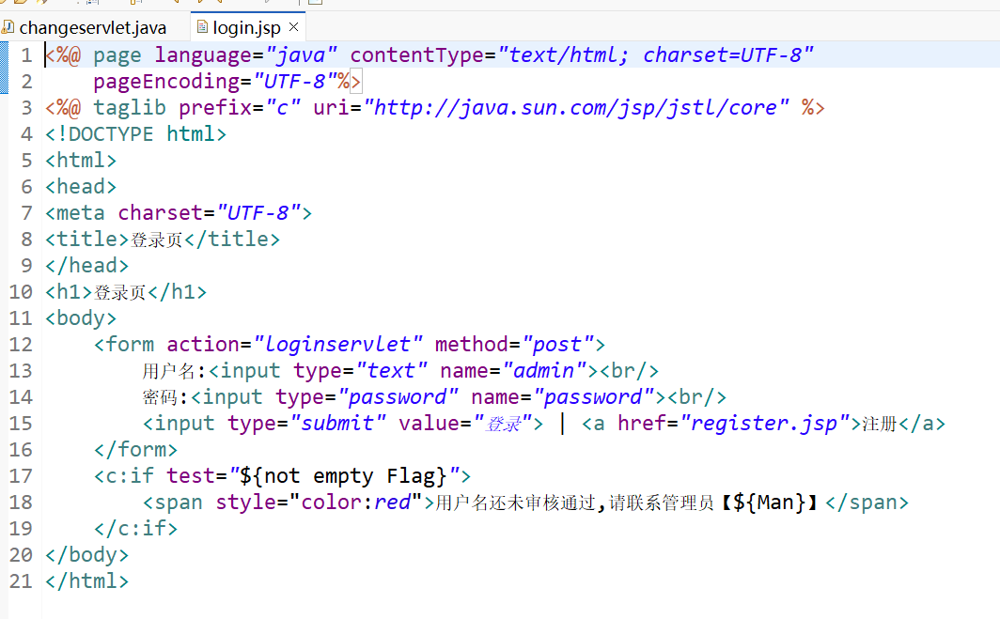 changeservlet.java login.jsp
1 <%@ page language="java" contentType="text/html; charset=UTF-8"
2 pageEncoding="UTF-8"%>
3 <%@ taglib prefix="c" uri="http://java.sun.com/jsp/jstl/core" %>
4 <!DOCTYPE html>
5 <html>
6 <head>
7 <meta charset="UTF-8">
8 <title>登录页</title>
9 </head>
10 <h1>登录页</h1>
11 <body>
12 <form action="loginservlet" method="post">
13 用户名:<input type="text" name="admin"><br/>
14 密码:<input type="password" name="password"><br/>
15 <input type="submit" value="登录"> | <a href="register.jsp">注册</a>
16 </form>
17 <c:if test="${not empty Flag}">
18 <span style="color:red">用户名还未审核通过,请联系管理员【${Man}】</span>
19 </c:if>
20 </body>
21 </html>